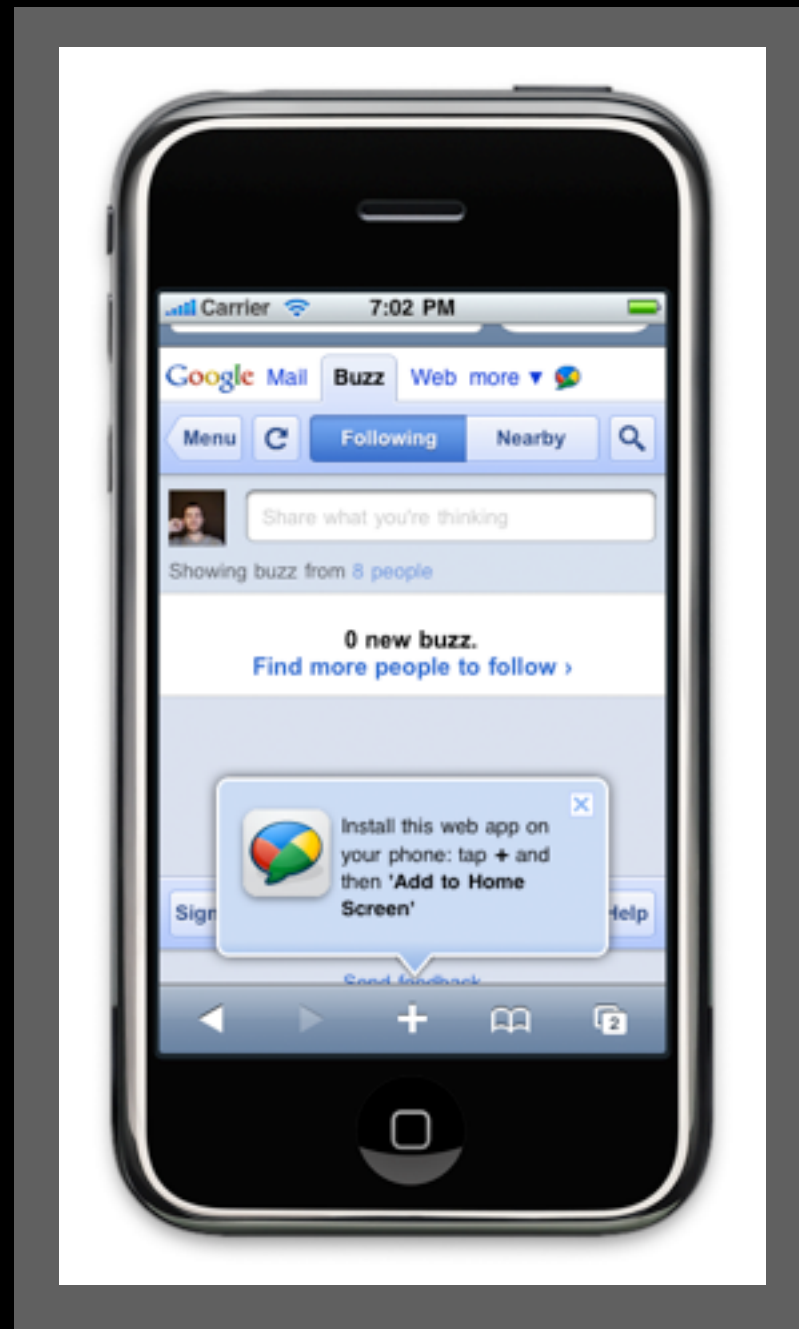 Carrier 7:02 PM
Google Mail Buzz Web more ▼
Menu Following Nearby
Share what you're thinking
Showing buzz from 8 people
0 new buzz.
Find more people to follow ›
Install this web app on
your phone: tap + and
then 'Add to Home
Screen'
Sign Help
Send feedback
2